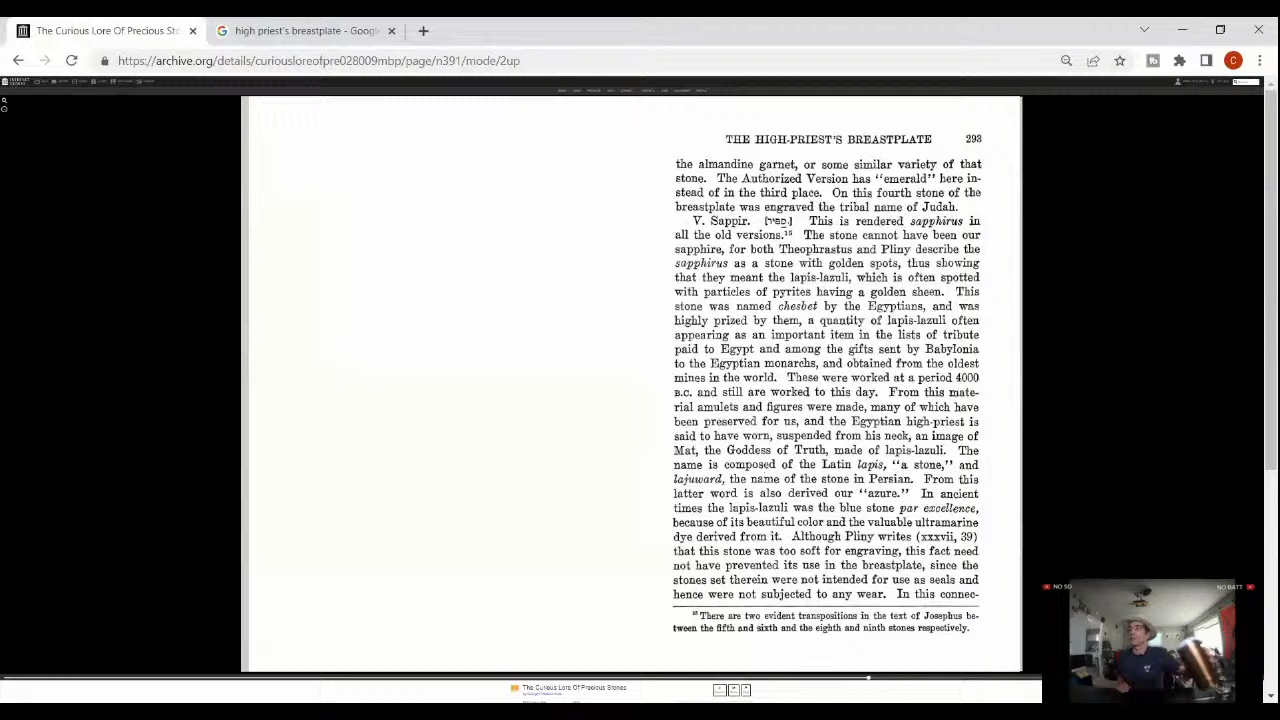 The Curious Lore Of Precious Sto
high priest's breastplate - Google
https://archive.org/details/curiousloreofpre028009mbp/page/n391/mode/2up
C
THE HIGH-PRIEST'S BREASTPLATE 293
the almandine garnet, or some similar variety of that
stone. The Authorized Version has "emerald" here in-
stead of in the third place. On this fourth stone of the
breastplate was engraved the tribal name of Judah.
V. Sappir. [סַפִּיר.] This is rendered sapphirus in
all the old versions.¹⁵ The stone cannot have been our
sapphire, for both Theophrastus and Pliny describe the
sapphirus as a stone with golden spots, thus showing
that they meant the lapis-lazuli, which is often spotted
with particles of pyrites having a golden sheen. This
stone was named chesbet by the Egyptians, and was
highly prized by them, a quantity of lapis-lazuli often
appearing as an important item in the lists of tribute
paid to Egypt and among the gifts sent by Babylonia
to the Egyptian monarchs, and obtained from the oldest
mines in the world. These were worked at a period 4000
B.C. and still are worked to this day. From this mate-
rial amulets and figures were made, many of which have
been preserved for us, and the Egyptian high-priest is
said to have worn, suspended from his neck, an image of
Mat, the Goddess of Truth, made of lapis-lazuli. The
name is composed of the Latin lapis, "a stone," and
lajuward, the name of the stone in Persian. From this
latter word is also derived our "azure." In ancient
times the lapis-lazuli was the blue stone par excellence,
because of its beautiful color and the valuable ultramarine
dye derived from it. Although Pliny writes (xxxvii, 39)
that this stone was too soft for engraving, this fact need
not have prevented its use in the breastplate, since the
stones set therein were not intended for use as seals and
hence were not subjected to any wear. In this connec-
¹⁵ There are two evident transpositions in the text of Josephus be-
tween the fifth and sixth and the eighth and ninth stones respectively.
NO SD
NO BATT
The Curious Lore Of Precious Stones